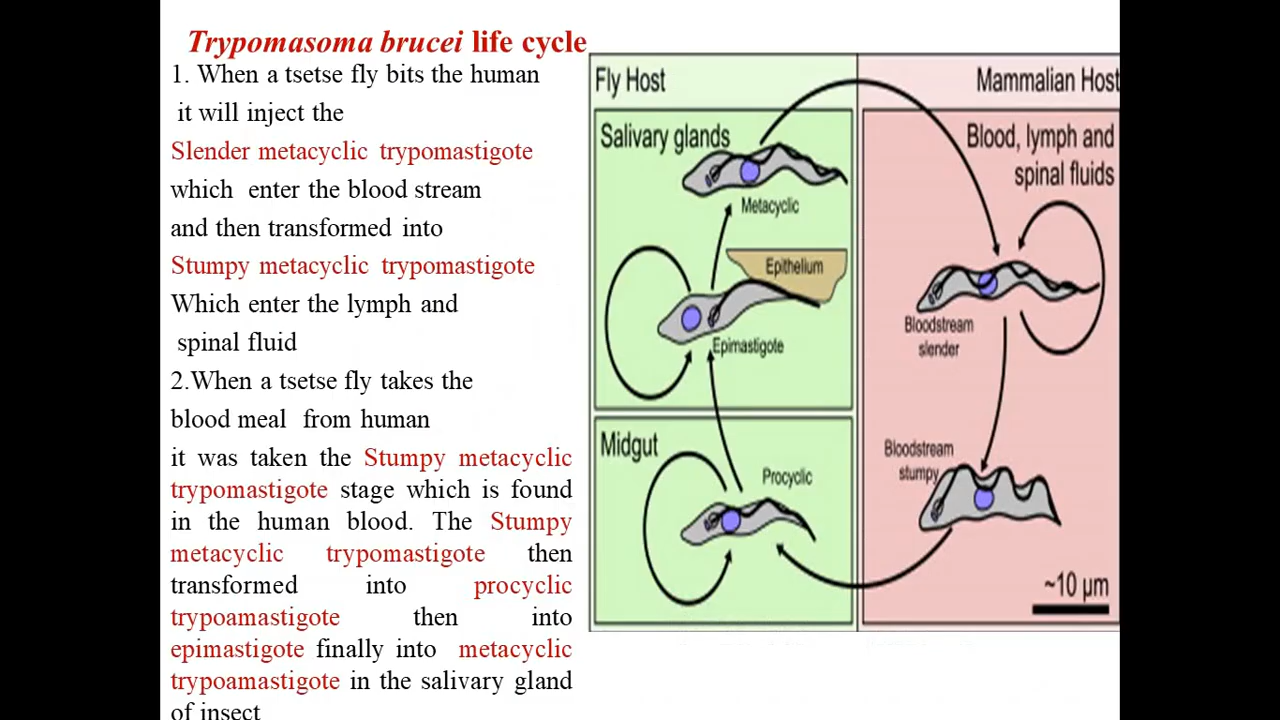 Trypomasoma brucei life cycle
1. When a tsetse fly bits the human
it will inject the
Slender metacyclic trypomastigote
which enter the blood stream
and then transformed into
Stumpy metacyclic trypomastigote
Which enter the lymph and
spinal fluid
2.When a tsetse fly takes the
blood meal from human
it was taken the Stumpy metacyclic
trypomastigote stage which is found
in the human blood. The Stumpy
metacyclic trypomastigote then
transformed into procyclic
trypoamastigote then into
epimastigote finally into metacyclic
trypoamastigote in the salivary gland
of insect
Fly Host
Salivary glands
Metacyclic
Epithelium
Epimastigote
Midgut
Procyclic
Mammalian Host
Blood, lymph and
spinal fluids
Bloodstream
slender
Bloodstream
stumpy
~10 µm